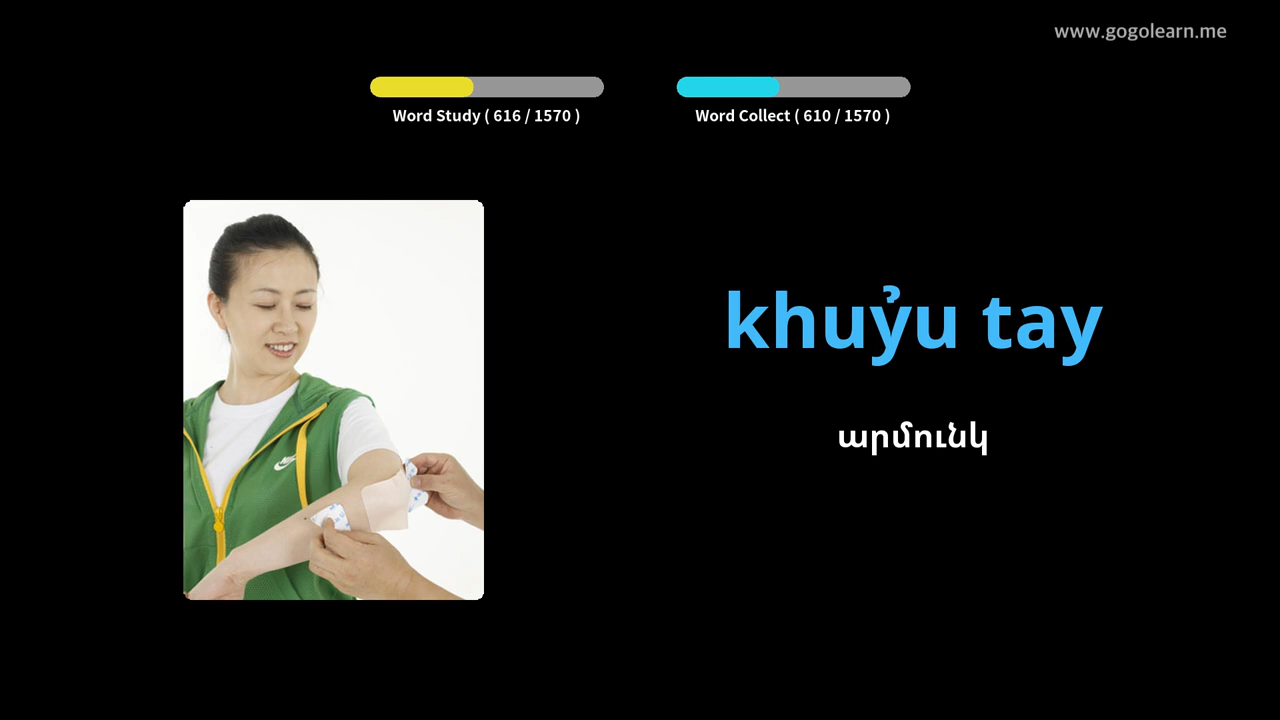 www.gogolearn.me
Word Study ( 616 / 1570 )
Word Collect ( 610 / 1570 )
khuỷu tay
արմունկ